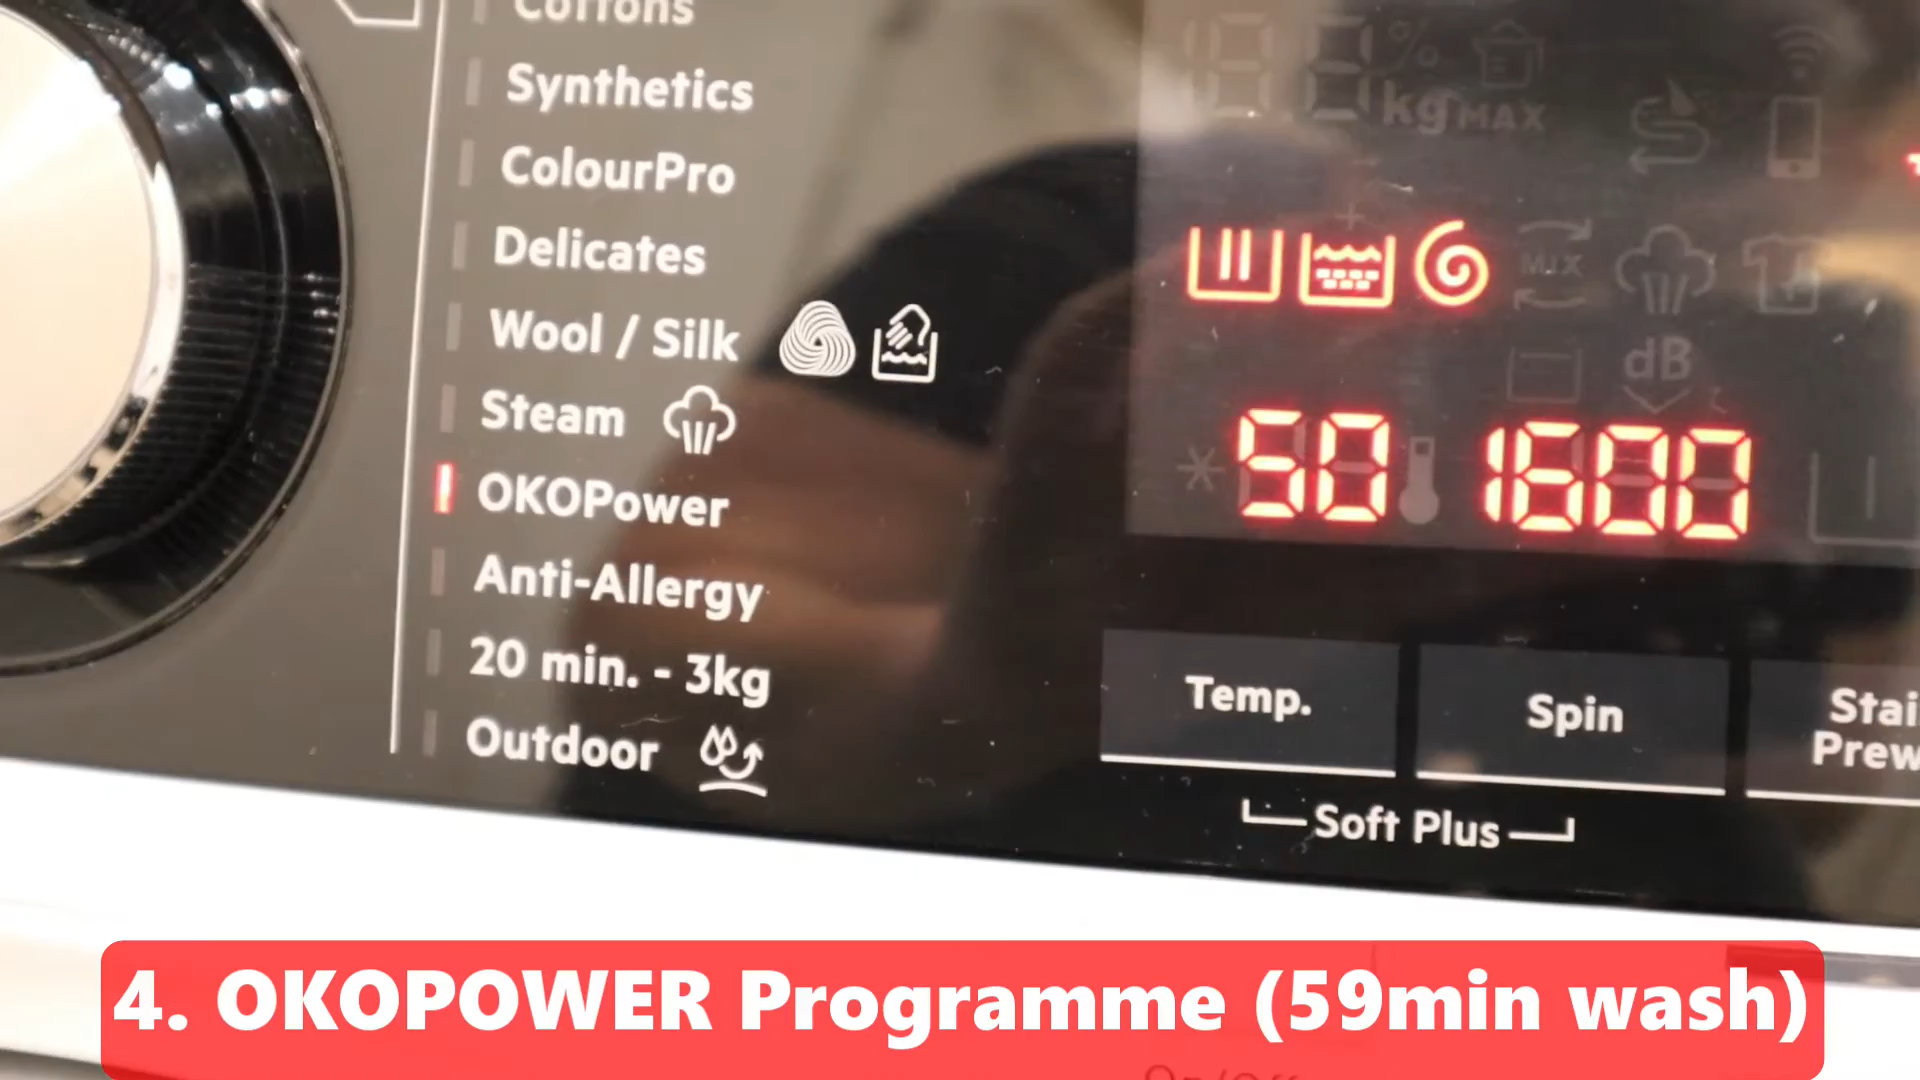 Cottons
Synthetics
ColourPro
Delicates
Wool / Silk
Steam
OKOPower
Anti-Allergy
20 min. - 3kg
Outdoor
%
kg MAX
MIX
dB
50 1600
Temp.
Spin
Soft Plus
4. OKOPOWER Programme (59min wash)